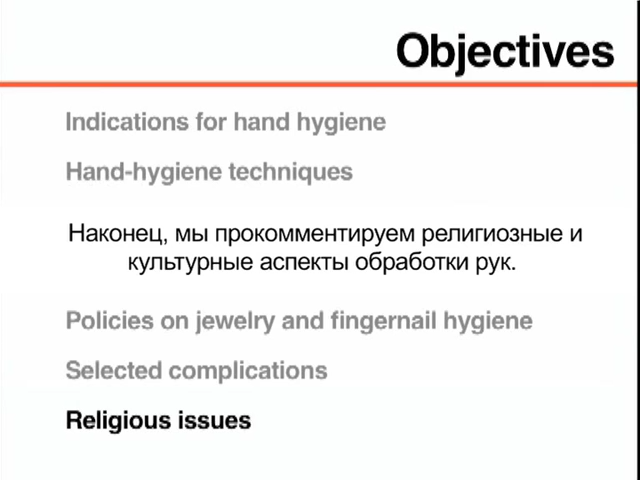 Objectives
Indications for hand hygiene
Hand-hygiene techniques
Наконец, мы прокомментируем религиозные и
культурные аспекты обработки рук.
Policies on jewelry and fingernail hygiene
Selected complications
Religious issues